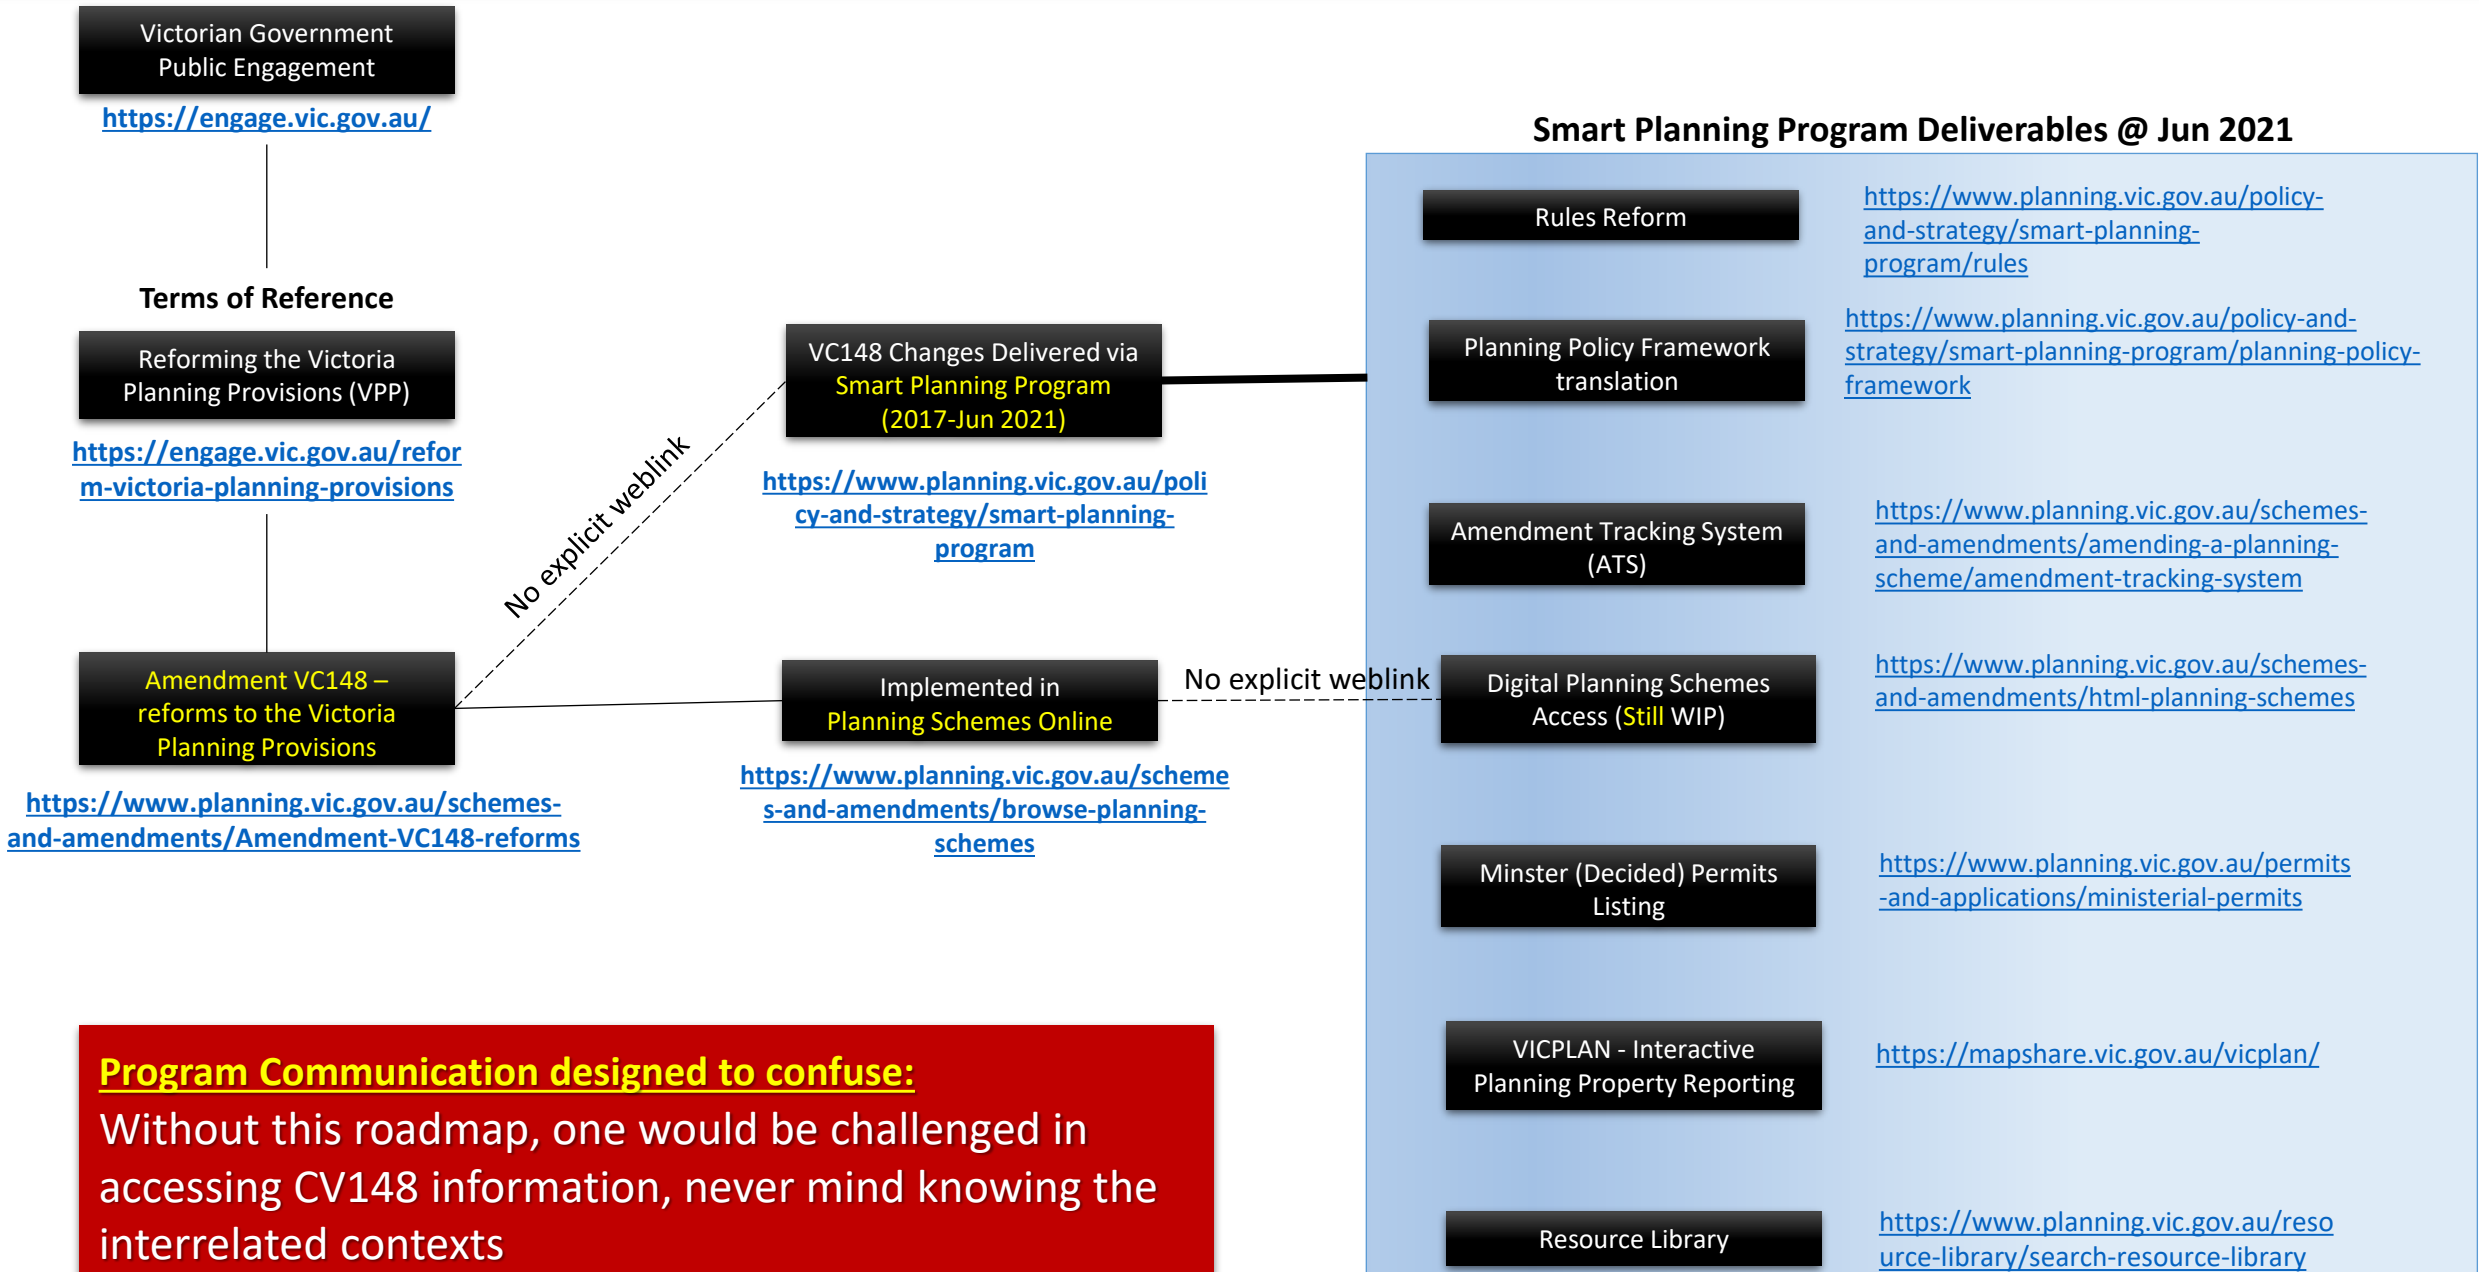 Victorian Government
Public Engagement
https://engage.vic.gov.au/
Terms of Reference
Reforming the Victoria
Planning Provisions (VPP)
https://engage.vic.gov.au/refor
m-victoria-planning-provisions
Amendment VC148 –
reforms to the Victoria
Planning Provisions
https://www.planning.vic.gov.au/schemes-
and-amendments/Amendment-VC148-reforms
No explicit weblink
VC148 Changes Delivered via
Smart Planning Program
(2017-Jun 2021)
https://www.planning.vic.gov.au/poli
cy-and-strategy/smart-planning-
program
Implemented in
Planning Schemes Online
https://www.planning.vic.gov.au/scheme
s-and-amendments/browse-planning-
schemes
No explicit weblink
Smart Planning Program Deliverables @ Jun 2021
Rules Reform
https://www.planning.vic.gov.au/policy-
and-strategy/smart-planning-
program/rules
Planning Policy Framework
translation
https://www.planning.vic.gov.au/policy-and-
strategy/smart-planning-program/planning-policy-
framework
Amendment Tracking System
(ATS)
https://www.planning.vic.gov.au/schemes-
and-amendments/amending-a-planning-
scheme/amendment-tracking-system
Digital Planning Schemes
Access (Still WIP)
https://www.planning.vic.gov.au/schemes-
and-amendments/html-planning-schemes
Minster (Decided) Permits
Listing
https://www.planning.vic.gov.au/permits
-and-applications/ministerial-permits
VICPLAN - Interactive
Planning Property Reporting
https://mapshare.vic.gov.au/vicplan/
Resource Library
https://www.planning.vic.gov.au/reso
urce-library/search-resource-library
Program Communication designed to confuse:
Without this roadmap, one would be challenged in
accessing CV148 information, never mind knowing the
interrelated contexts